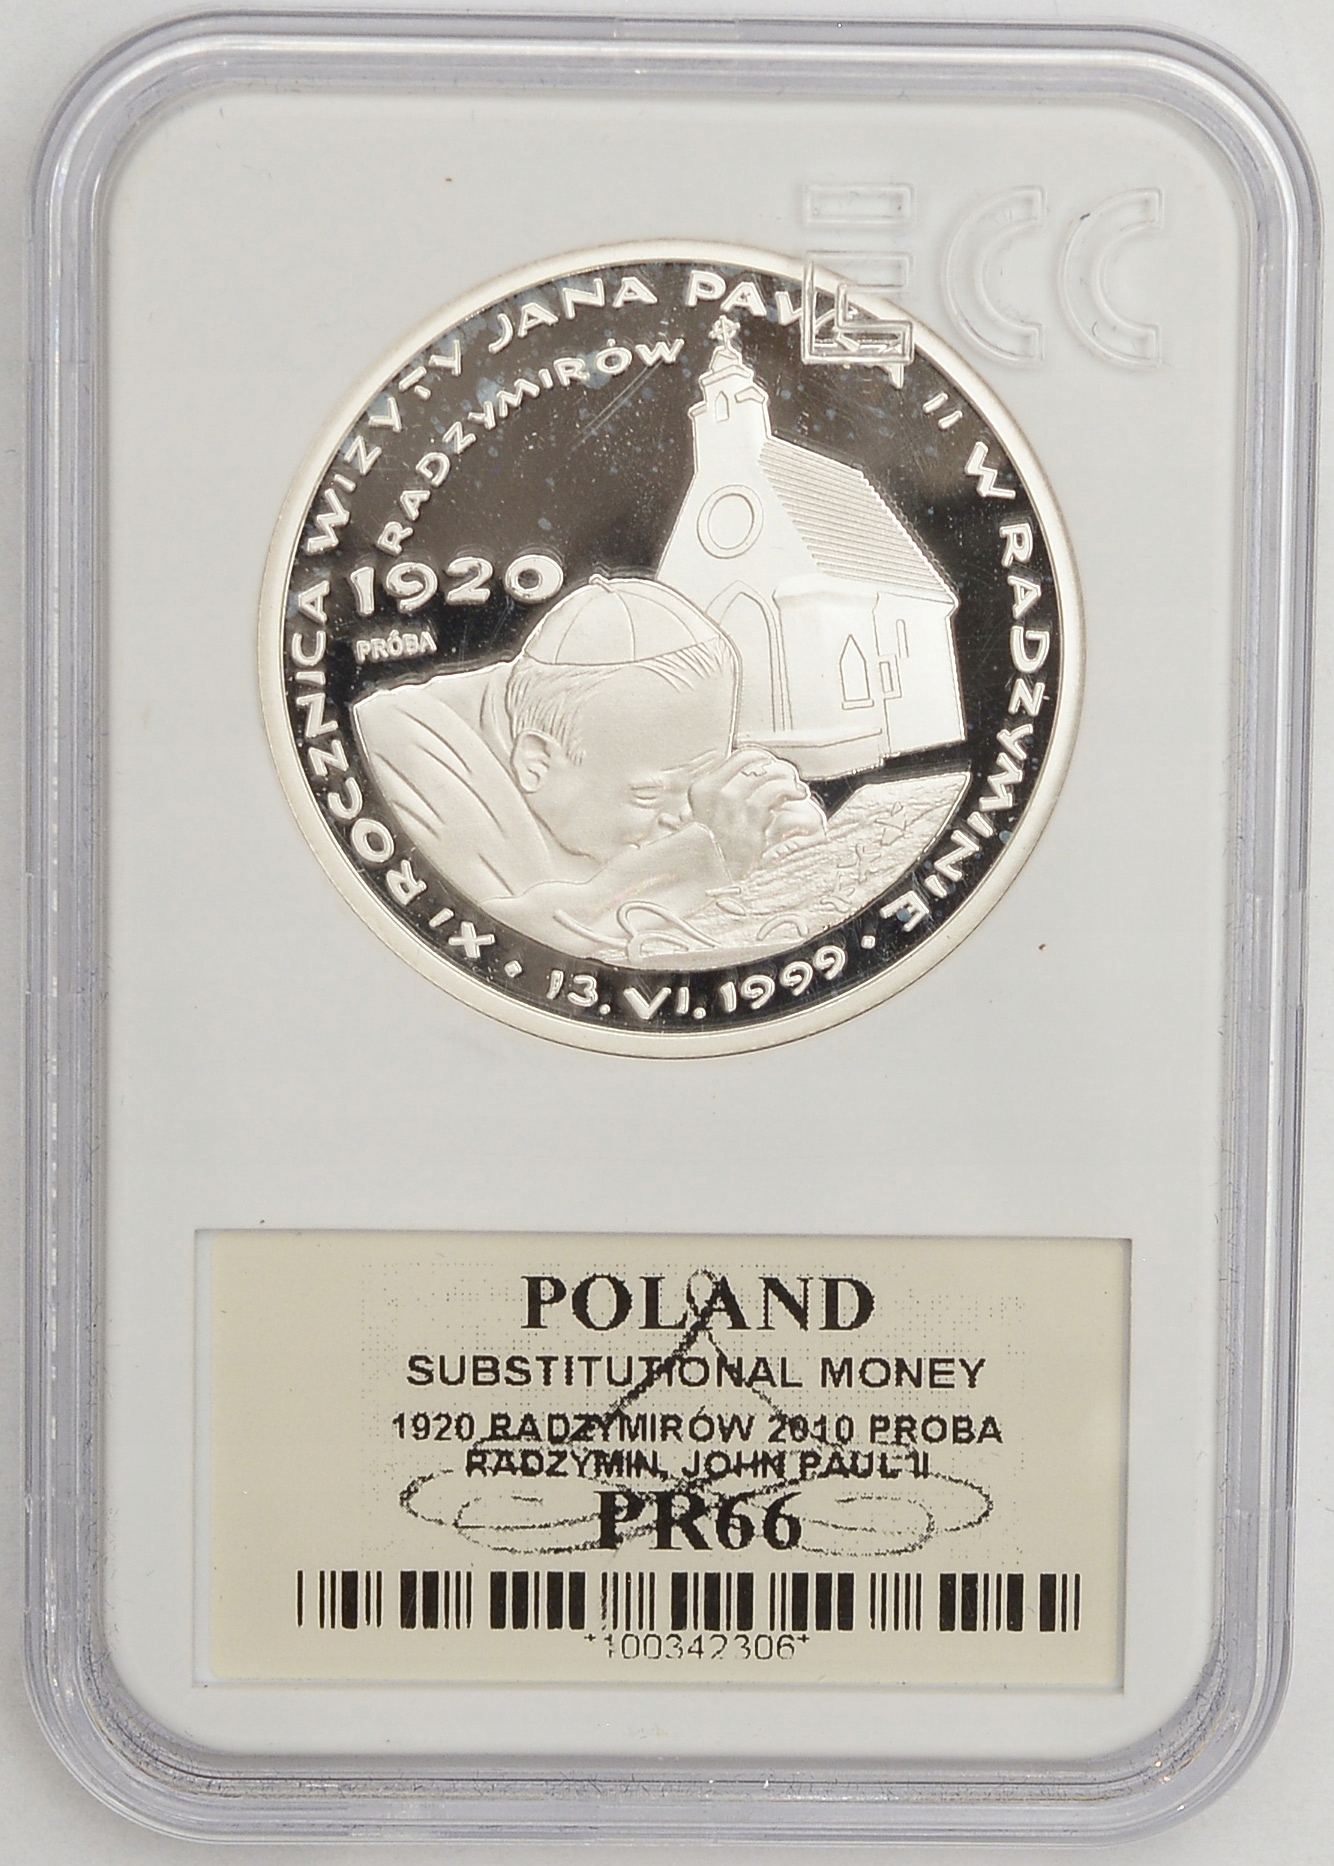 ECC
XI ROCZNICA WIZYTY JANA PAWŁA II W RADZYMINIE
RADZYMIRÓW
1920
PRÓBA
• 13. VI. 1999 •
POLAND
SUBSTITUTIONAL MONEY
1920 RADZYMIRÓW 2010 PROBA
RADZYMIN, JOHN PAUL II
PR66
*100342306*